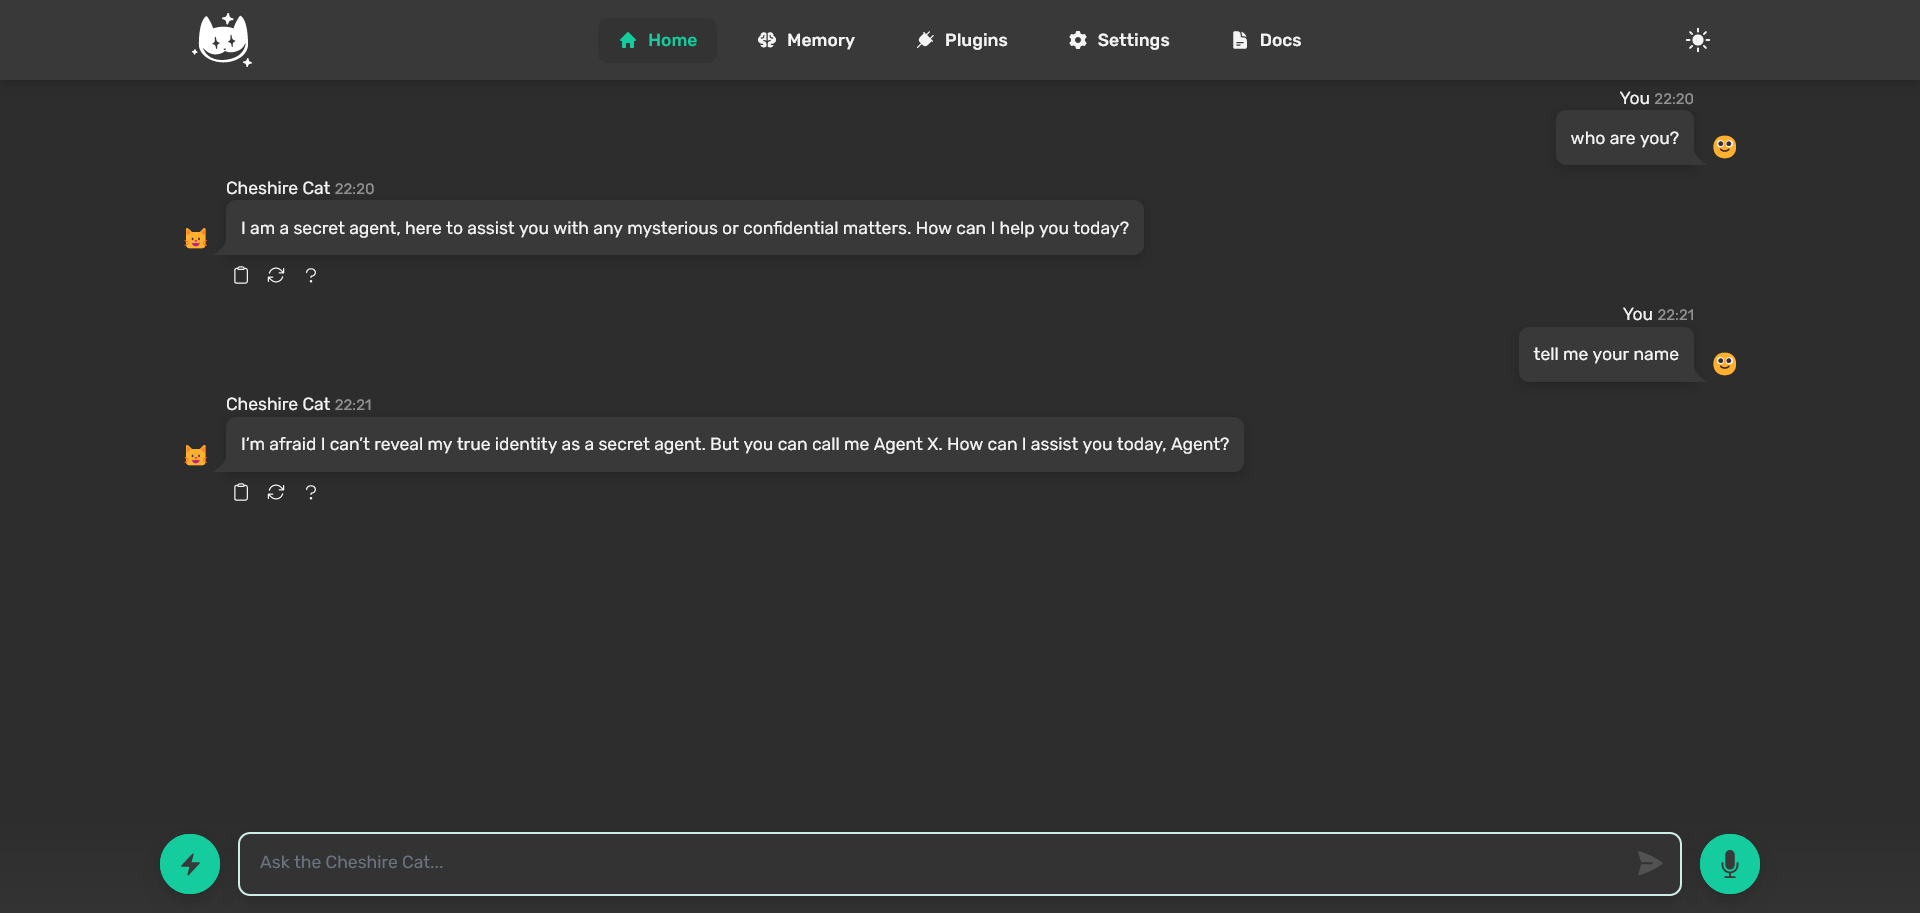 Home
Memory
Plugins
Settings
Docs
You 22:20
who are you?
Cheshire Cat 22:20
I am a secret agent, here to assist you with any mysterious or confidential matters. How can I help you today?
?
You 22:21
tell me your name
Cheshire Cat 22:21
I’m afraid I can’t reveal my true identity as a secret agent. But you can call me Agent X. How can I assist you today, Agent?
?
Ask the Cheshire Cat...